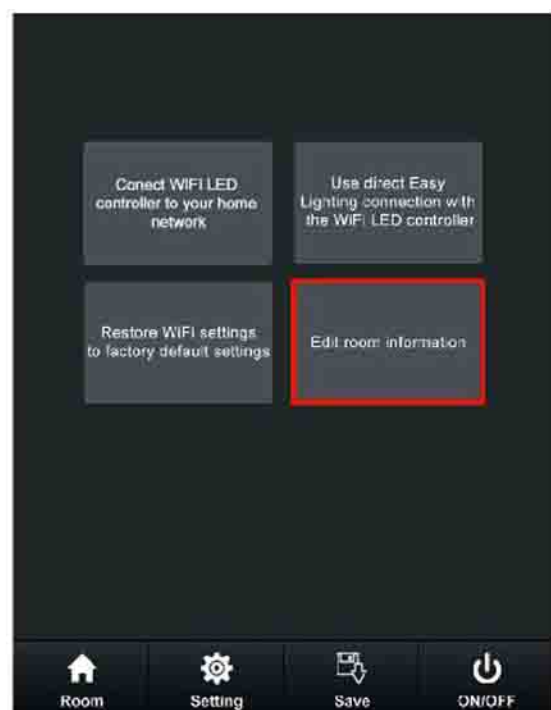 Conect WIFI LED
controller to your home
network
Use direct Easy
Lighting connection with
the WiFi LED controller
Restore WiFi settings
to factory default settings
Edit room information
Room
Setting
Save
ON/OFF